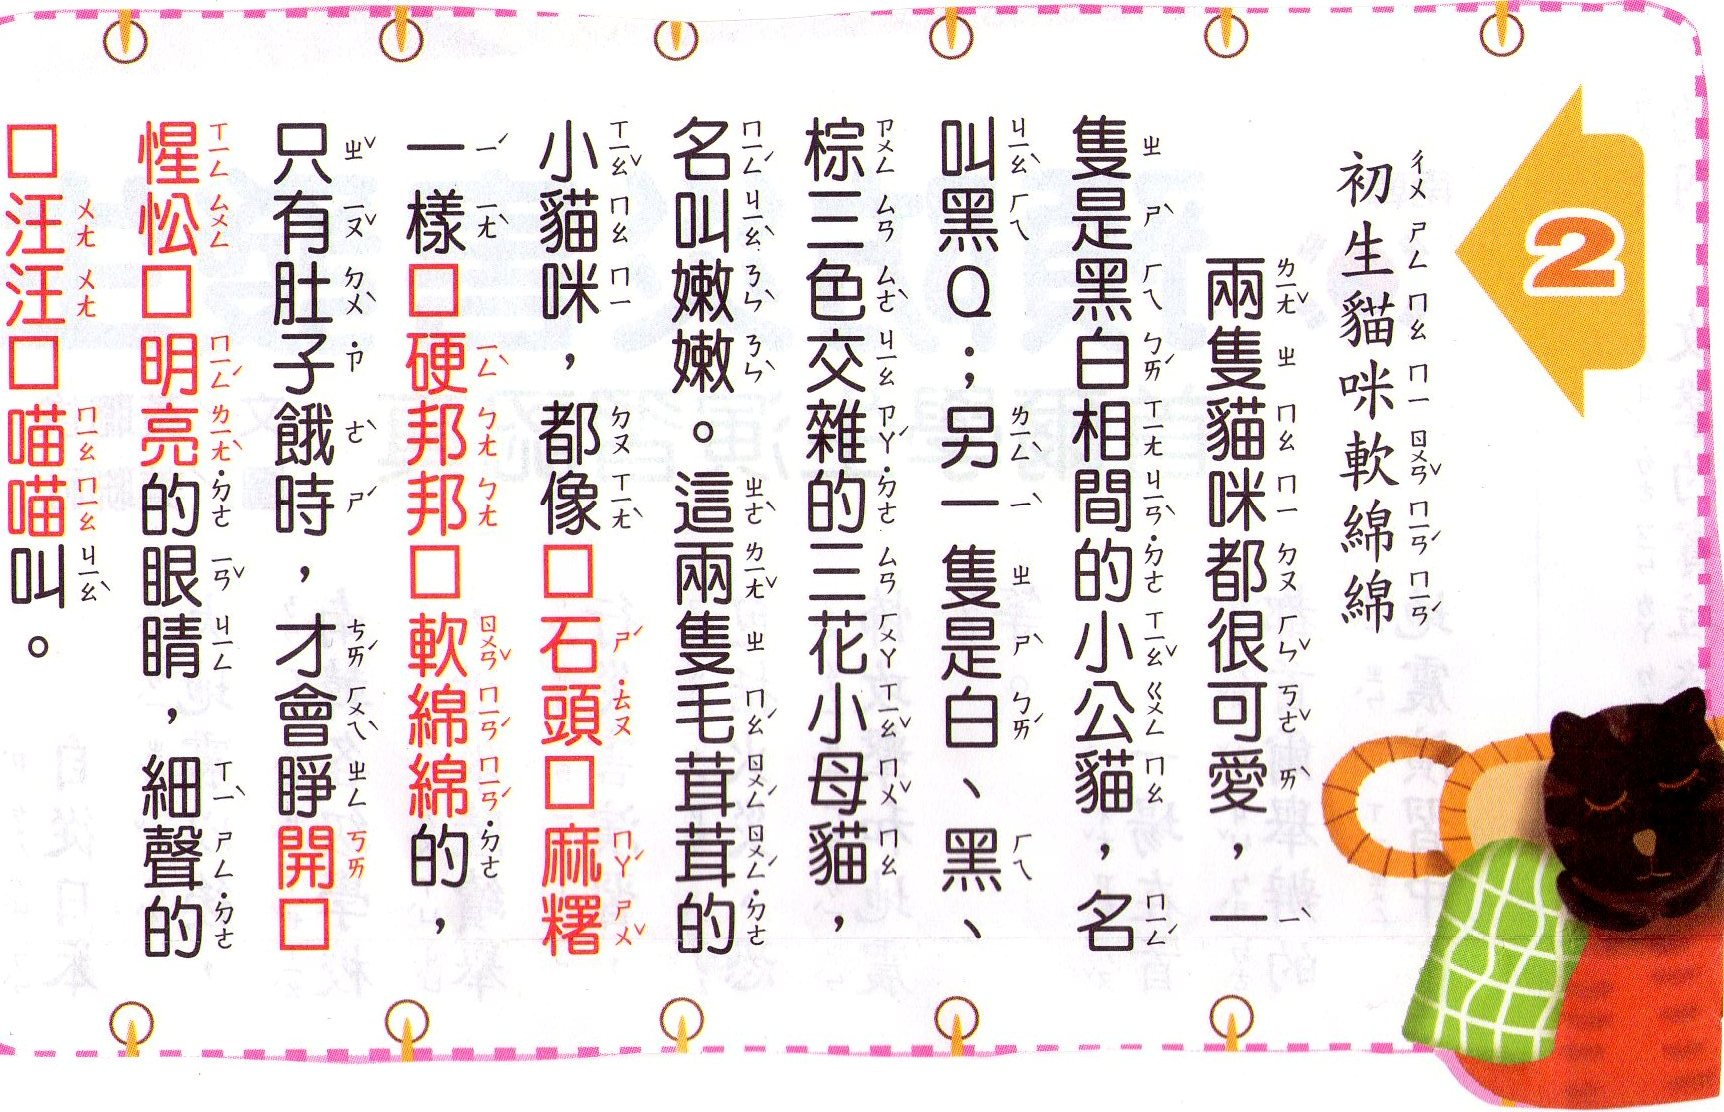 2
初生貓咪軟綿綿
兩隻貓咪都很可愛，一
隻是黑白相間的小公貓，名
叫黑Q；另一隻是白、黑、
棕三色交雜的三花小母貓，
名叫嫩嫩。這兩隻毛茸茸的
小貓咪，都像□石頭□麻糬
一樣□硬邦邦□軟綿綿的，
只有肚子餓時，才會睜開□
惺忪□明亮的眼睛，細聲的
□汪汪□喵喵叫。